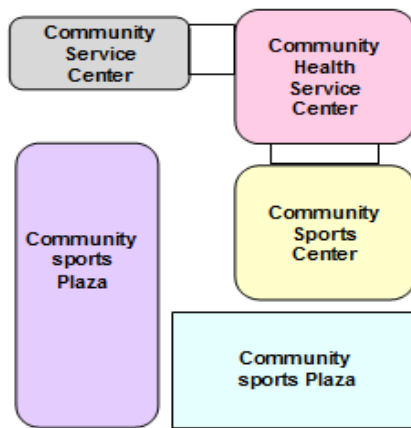 Community
Service
Center
Community
Health
Service
Center
Community
sports
Plaza
Community
Sports
Center
Community
sports Plaza